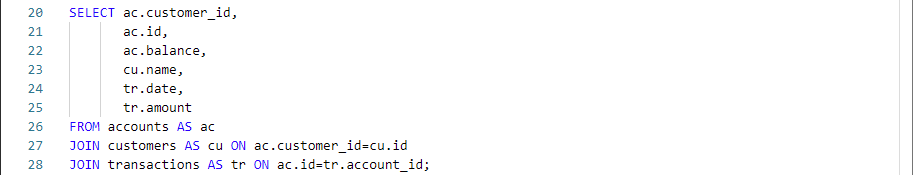 20 SELECT ac.customer_id,
21 ac.id,
22 ac.balance,
23 cu.name,
24 tr.date,
25 tr.amount
26 FROM accounts AS ac
27 JOIN customers AS cu ON ac.customer_id=cu.id
28 JOIN transactions AS tr ON ac.id=tr.account_id;